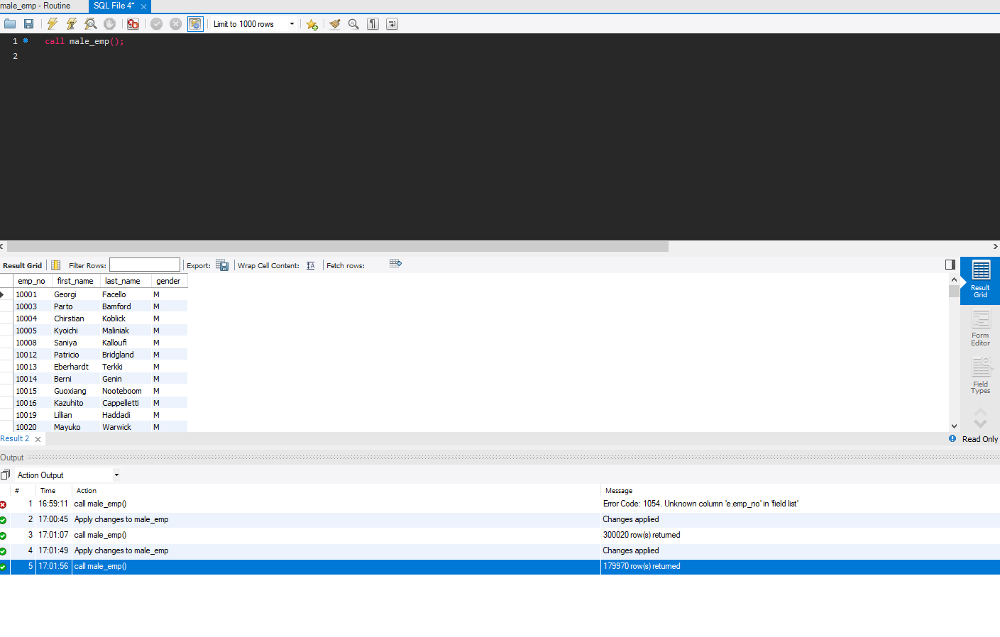 male_emp - Routine SQL File 4*
Limit to 1000 rows
1 call male_emp();
2
Result Grid Filter Rows: Export: Wrap Cell Content: Fetch rows:
emp_no first_name last_name gender
10001 Georgi Facello M
10003 Parto Bamford M
10004 Chirstian Koblick M
10005 Kyoichi Maliniak M
10008 Saniya Kalloufi M
10012 Patricio Bridgland M
10013 Eberhardt Terkki M
10014 Berni Genin M
10015 Guoxiang Nooteboom M
10016 Kazuhito Cappelletti M
10019 Lillian Haddadi M
10020 Mayuko Warwick M
Result
Grid
Form
Editor
Field
Types
Result 2 Read Only
Output
Action Output
# Time Action Message
1 16:59:11 call male_emp() Error Code: 1054. Unknown column 'e.emp_no' in 'field list'
2 17:00:45 Apply changes to male_emp Changes applied
3 17:01:07 call male_emp() 300020 row(s) returned
4 17:01:49 Apply changes to male_emp Changes applied
5 17:01:56 call male_emp() 179970 row(s) returned